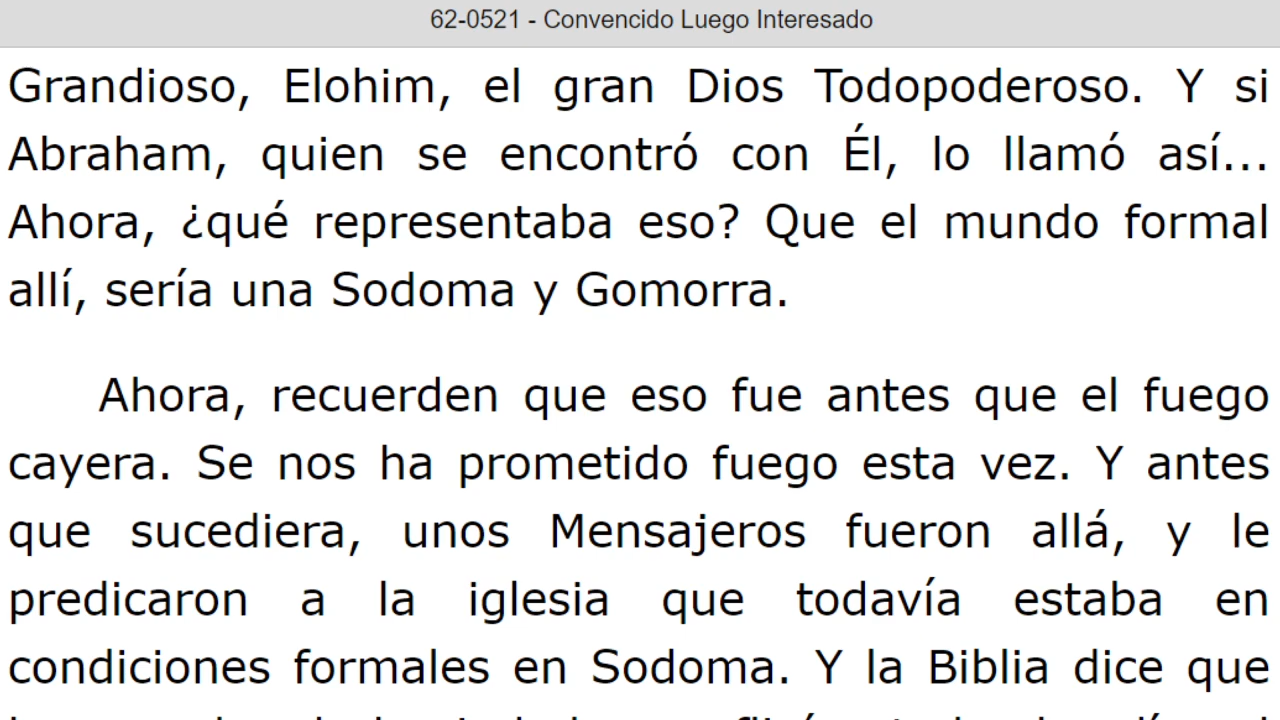 62-0521 - Convencido Luego Interesado
Grandioso, Elohim, el gran Dios Todopoderoso. Y si
Abraham, quien se encontró con Él, lo llamó así...
Ahora, ¿qué representaba eso? Que el mundo formal
allí, sería una Sodoma y Gomorra.
Ahora, recuerden que eso fue antes que el fuego
cayera. Se nos ha prometido fuego esta vez. Y antes
que sucediera, unos Mensajeros fueron allá, y le
predicaron a la iglesia que todavía estaba en
condiciones formales en Sodoma. Y la Biblia dice que